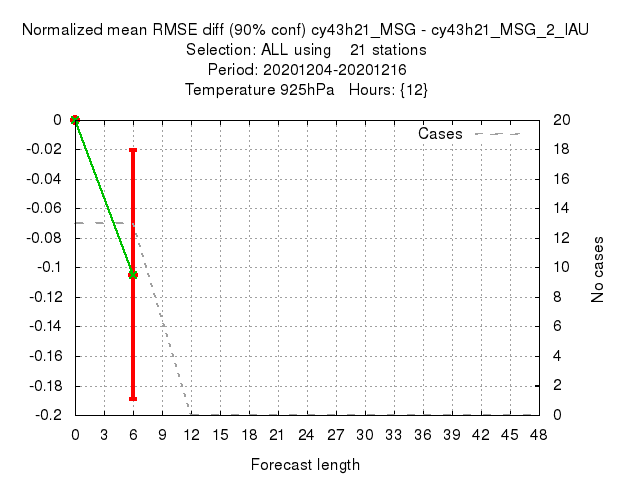 Normalized mean RMSE diff (90% conf) cy43h21_MSG - cy43h21_MSG_2_IAU
Selection: ALL using    21 stations
Period: 20201204-20201216
Temperature 925hPa   Hours: {12}
Cases
0
-0.02
-0.04
-0.06
-0.08
-0.1
-0.12
-0.14
-0.16
-0.18
-0.2
20
18
16
14
12
10
8
6
4
2
0
No cases
0 3 6 9 12 15 18 21 24 27 30 33 36 39 42 45 48
Forecast length